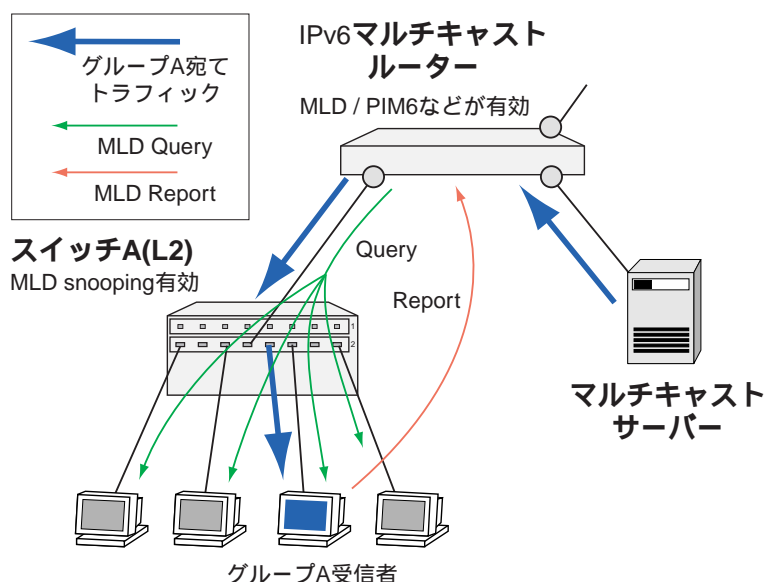 グループA宛て
トラフィック
MLD Query
MLD Report
IPv6マルチキャスト
ルーター
MLD / PIM6などが有効
スイッチA(L2)
MLD snooping有効
Query
Report
1
2
マルチキャスト
サーバー
グループA受信者